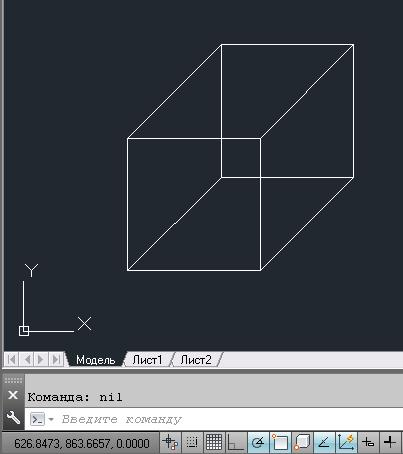 Y
X
Модель Лист1 Лист2
Команда: nil
Введите команду
626.8473, 863.6657, 0.0000